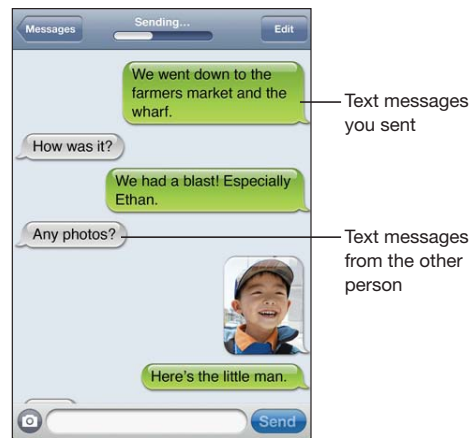 Messages
Sending...
Edit
We went down to the
farmers market and the
wharf.
Text messages
you sent
How was it?
We had a blast! Especially
Ethan.
Any photos?
Text messages
from the other
person
Here's the little man.
Send